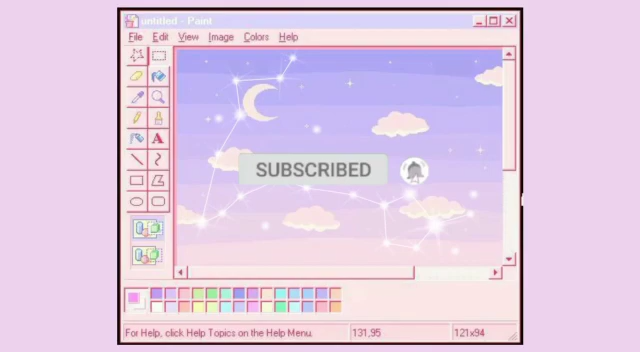 untitled - Paint
File Edit View Image Colors Help
A
SUBSCRIBED
For Help, click Help Topics on the Help Menu. 131,95 121x94